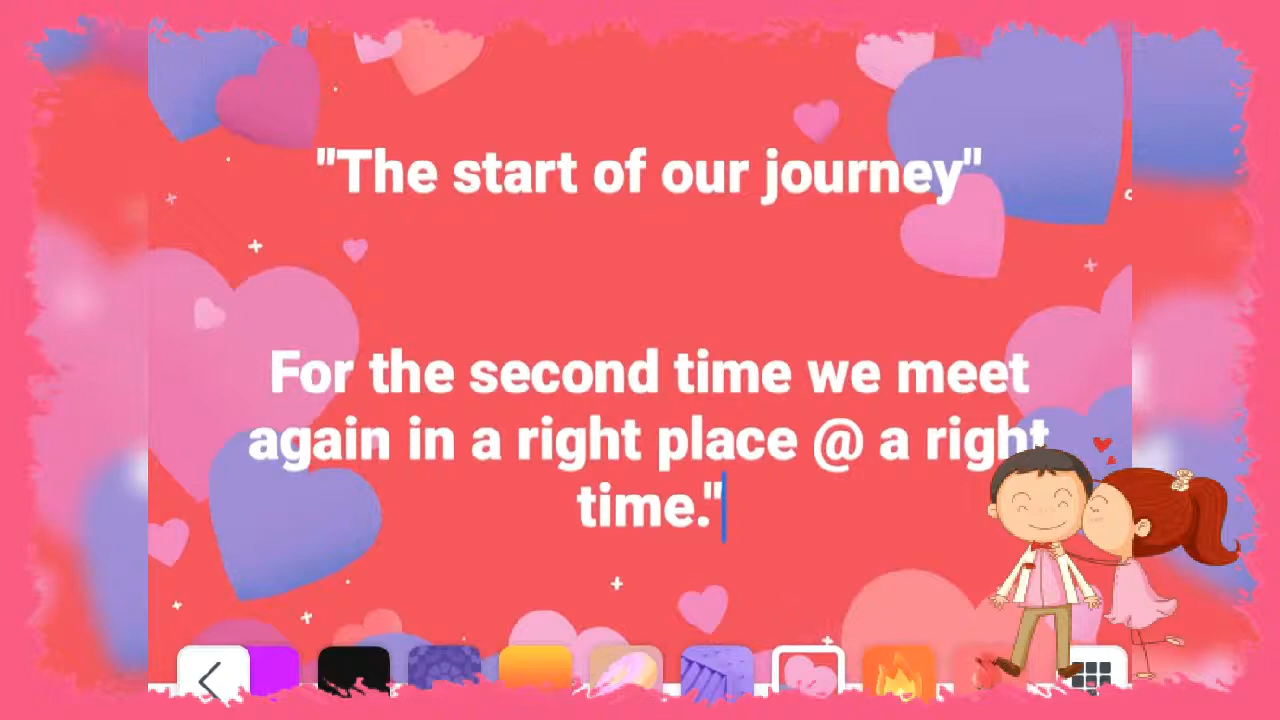 "The start of our journey"
For the second time we meet
again in a right place @ a right
time."